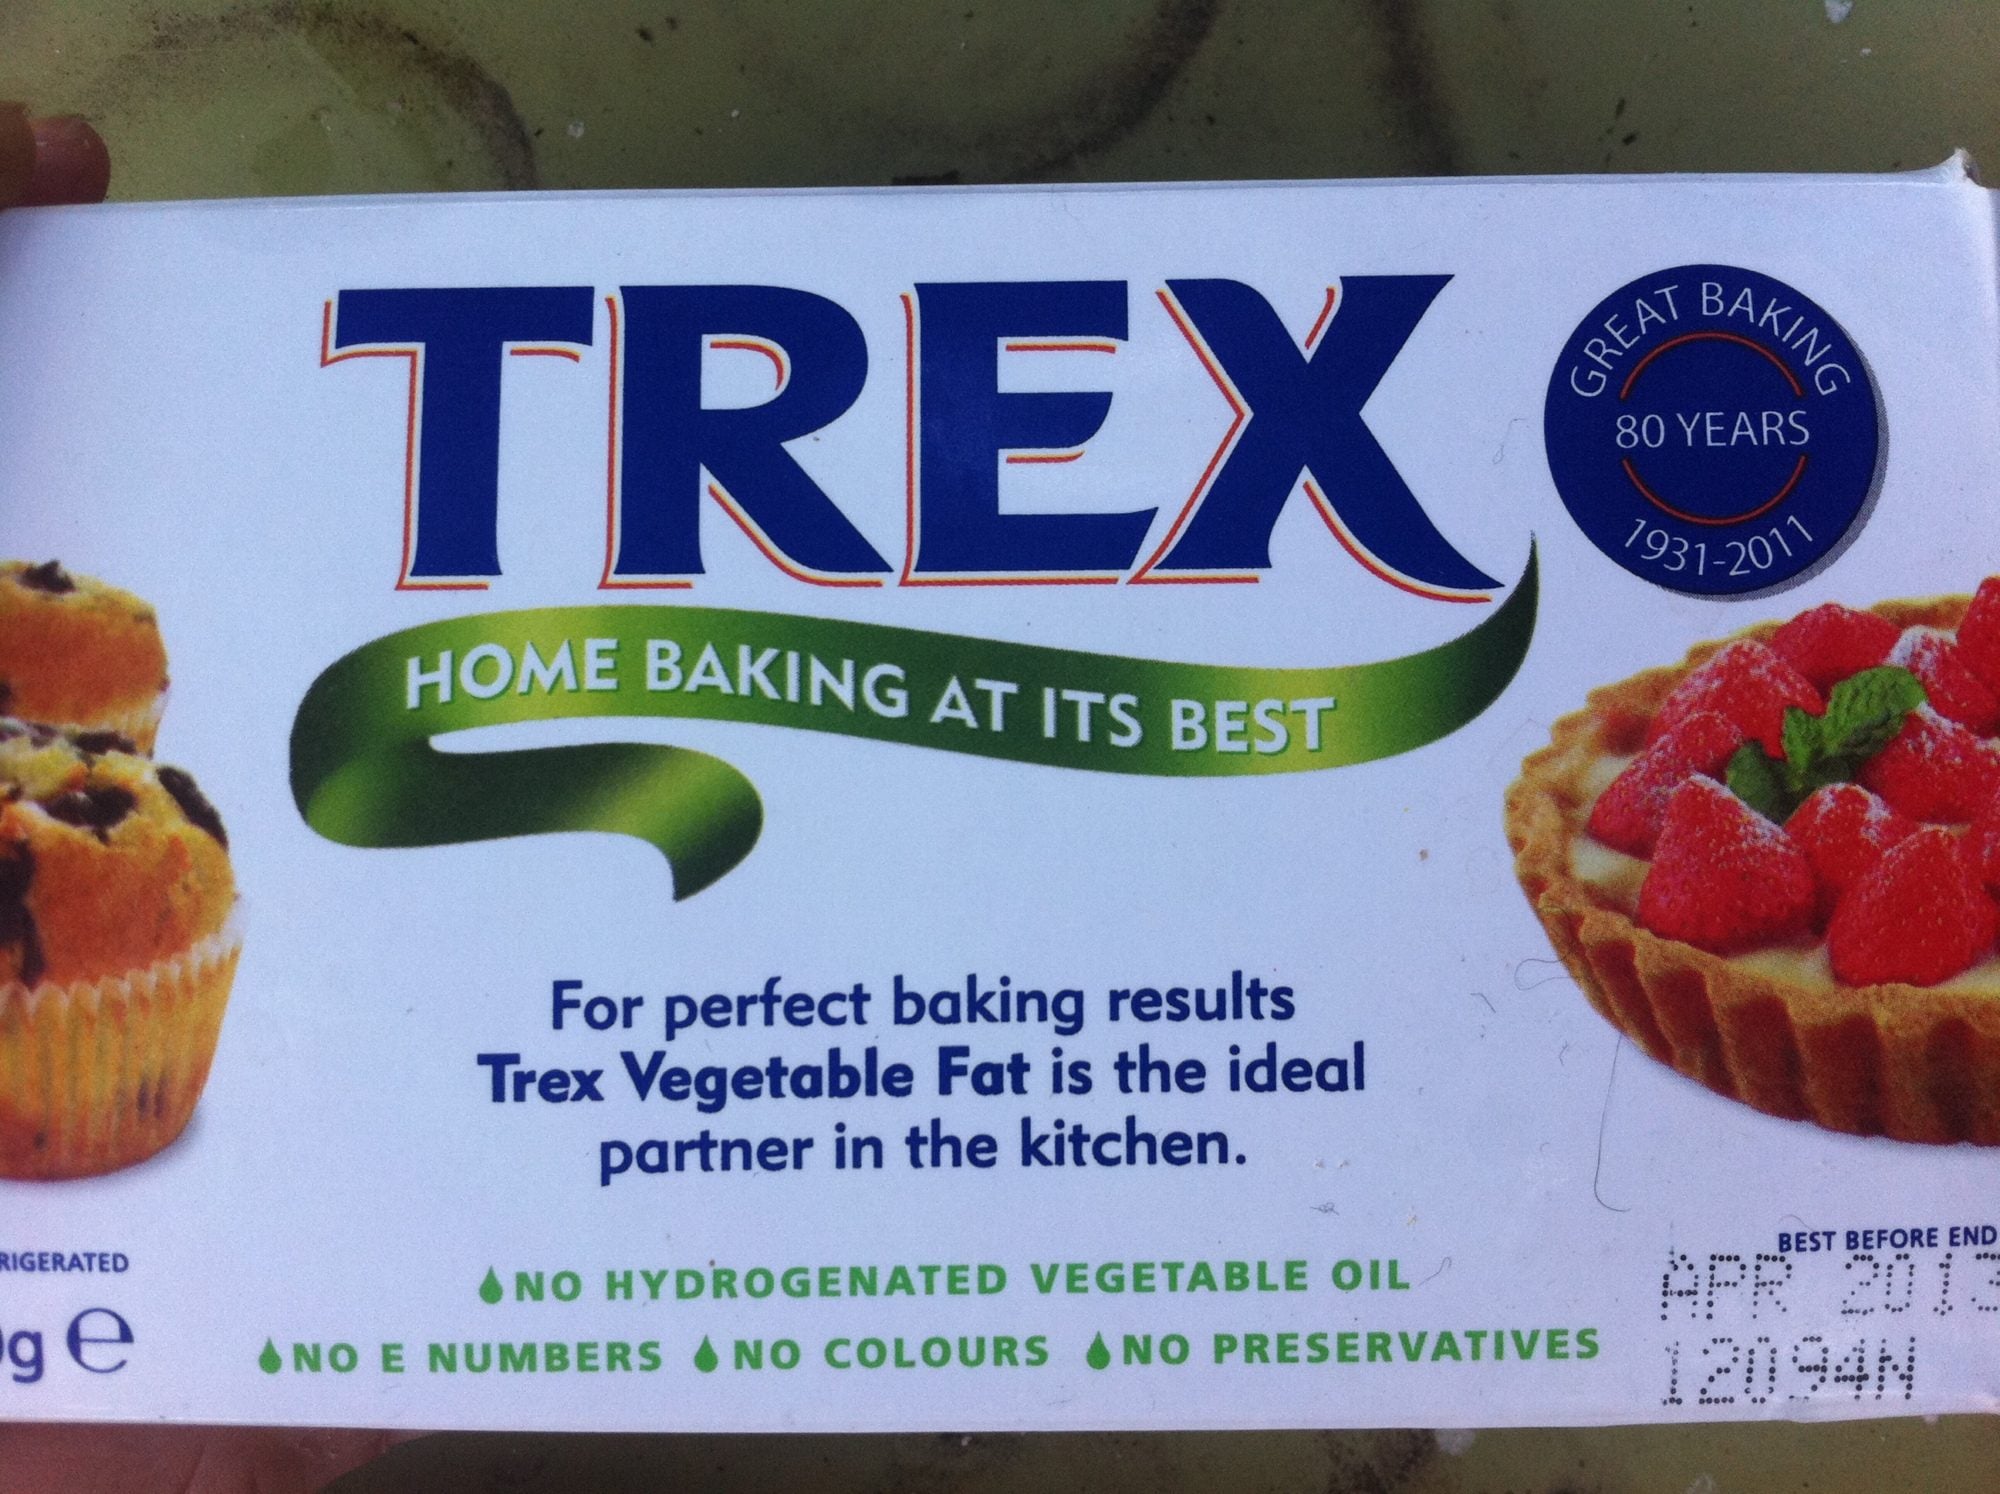 TREX
GREAT BAKING
80 YEARS
1931-2011
HOME BAKING AT ITS BEST
For perfect baking results
Trex Vegetable Fat is the ideal
partner in the kitchen.
NO HYDROGENATED VEGETABLE OIL
NO E NUMBERS NO COLOURS NO PRESERVATIVES
RIGERATED
g e
BEST BEFORE END
APR 2013
12094N